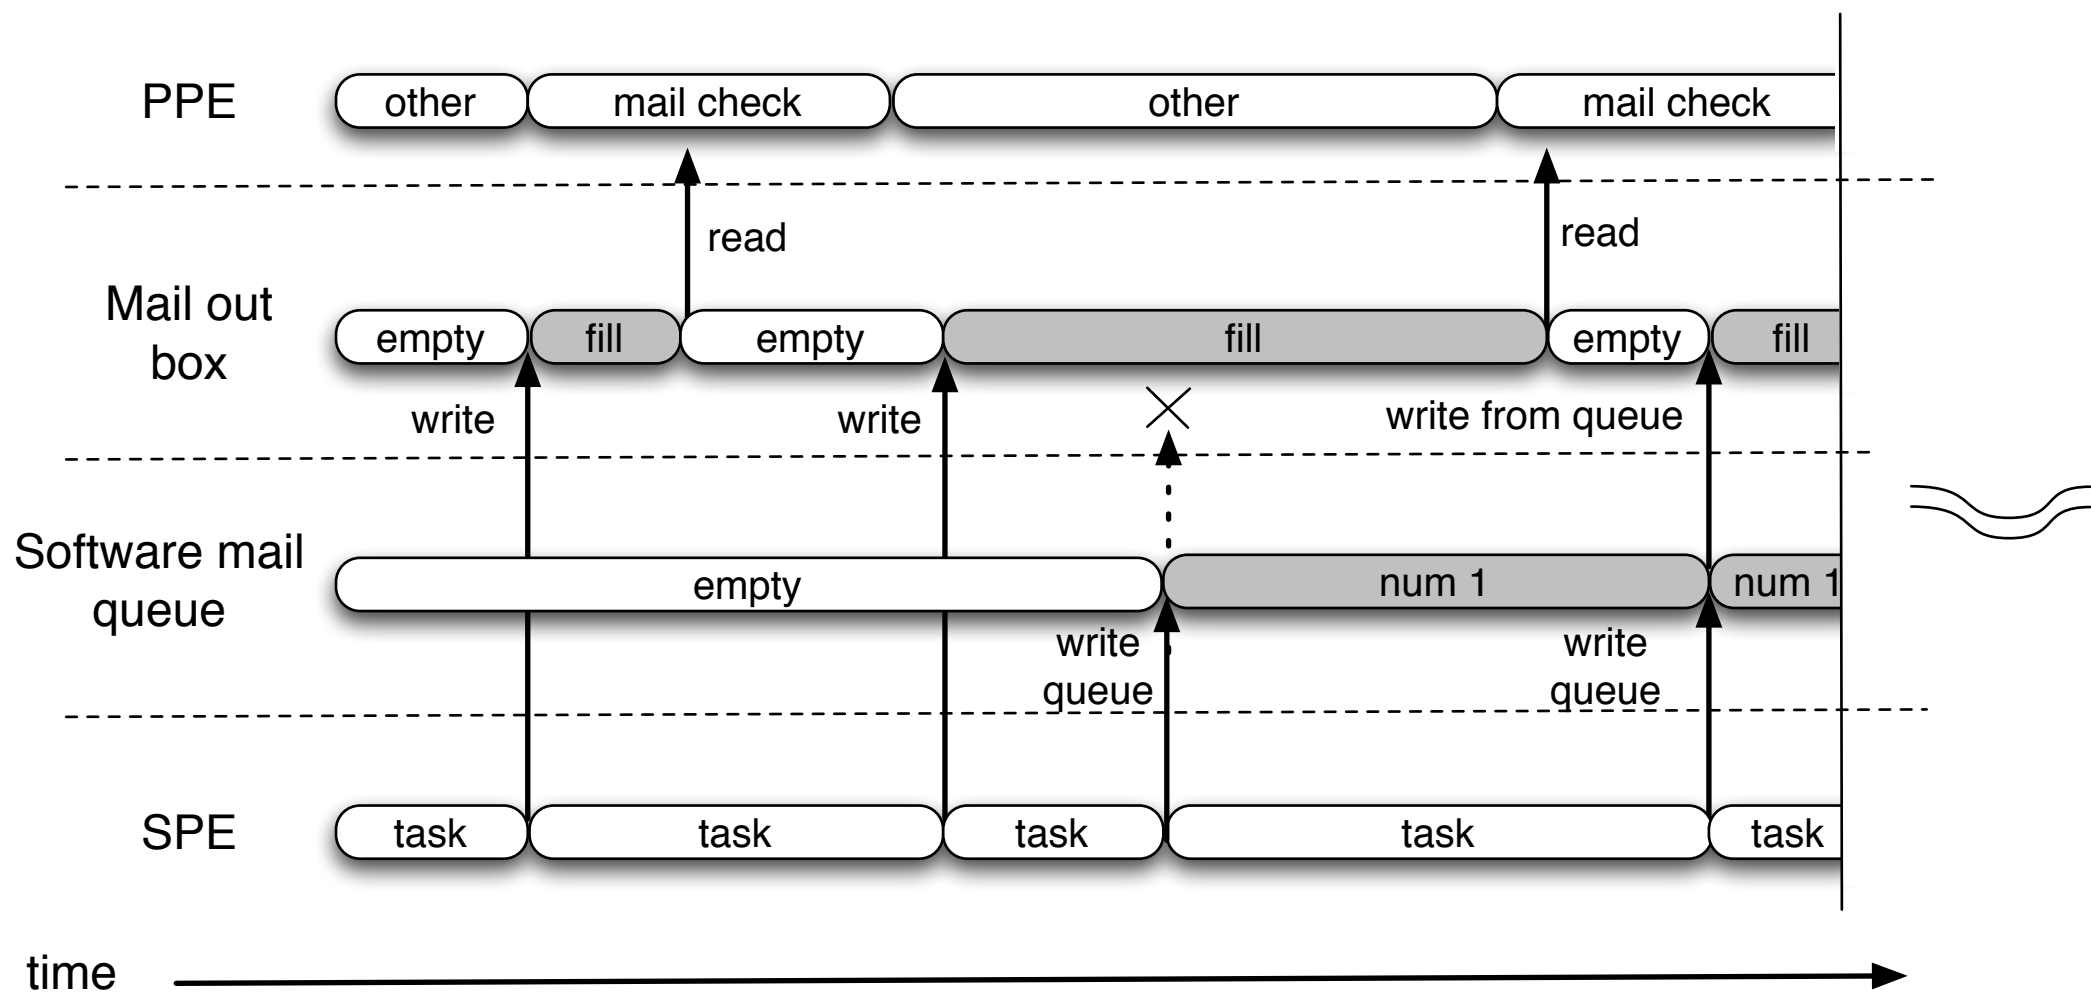 PPE
other
mail check
other
mail check
read
read
Mail out
box
empty
fill
empty
fill
empty
fill
write
write
write from queue
Software mail
queue
empty
num 1
num 1
write
queue
write
queue
SPE
task
task
task
task
task
time